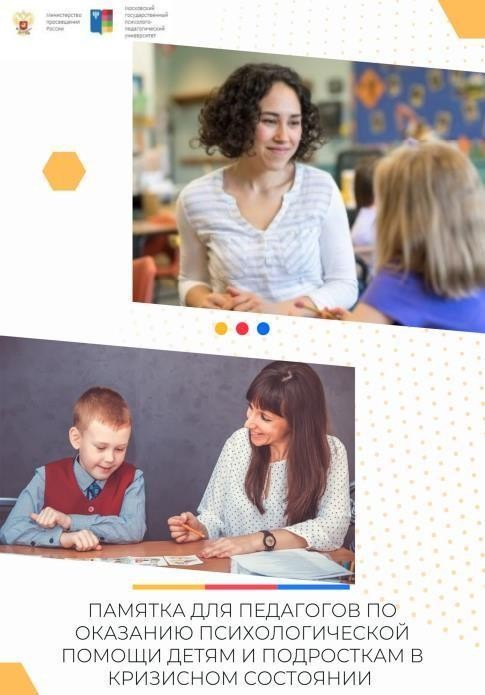 Министерство
просвещения
России
Московский
государственный
психолого-
педагогический
университет
ПАМЯТКА ДЛЯ ПЕДАГОГОВ ПО
ОКАЗАНИЮ ПСИХОЛОГИЧЕСКОЙ
ПОМОЩИ ДЕТЯМ И ПОДРОСТКАМ В
КРИЗИСНОМ СОСТОЯНИИ